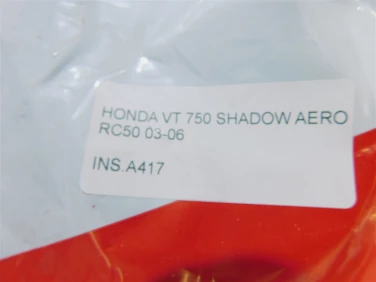 HONDA VT 750 SHADOW AERO
RC50 03-06
INS.A417